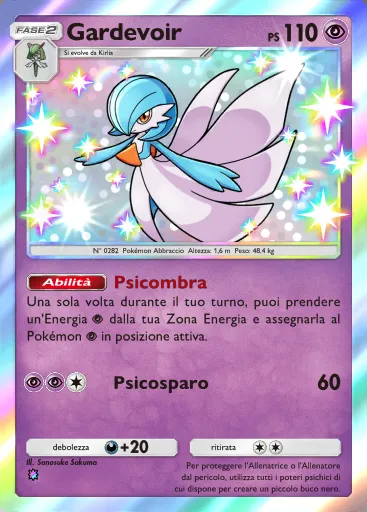 FASE 2 Gardevoir PS 110
Si evolve da Kirlia
N° 0282 Pokémon Abbraccio Altezza: 1,6 m Peso: 48,4 kg
Abilità Psicombra
Una sola volta durante il tuo turno, puoi prendere
un'Energia dalla tua Zona Energia e assegnarla al
Pokémon in posizione attiva.
Psicosparo 60
debolezza +20 ritirata
Ill. Sanosuke Sakuma
Per proteggere l'Allenatrice o l'Allenatore
dal pericolo, utilizza tutti i poteri psichici di
cui dispone per creare un piccolo buco nero.